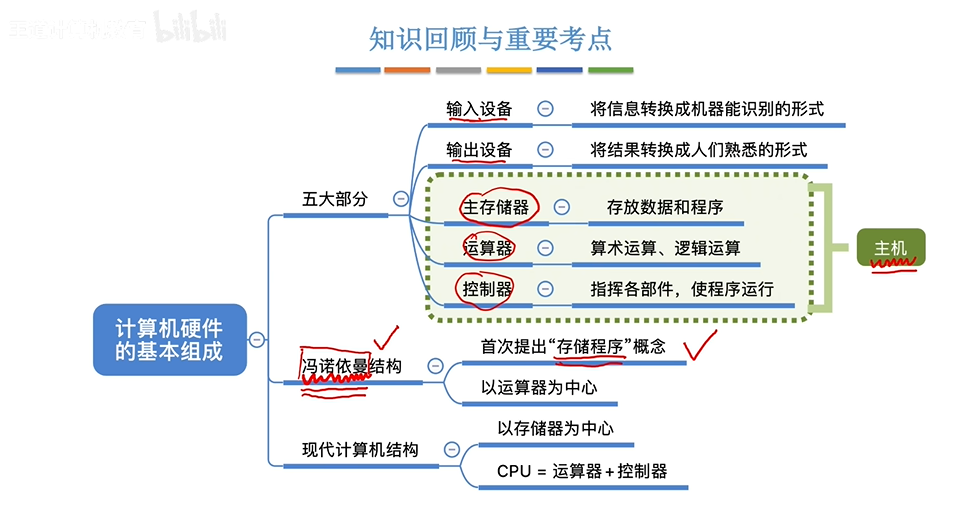 bilibili
知识回顾与重要考点
输入设备
将信息转换成机器能识别的形式
输出设备
将结果转换成人们熟悉的形式
五大部分
主存储器
存放数据和程序
运算器
算术运算、逻辑运算
主机
控制器
指挥各部件，使程序运行
计算机硬件
的基本组成
冯诺依曼结构
首次提出“存储程序”概念
以运算器为中心
现代计算机结构
以存储器为中心
CPU = 运算器+控制器